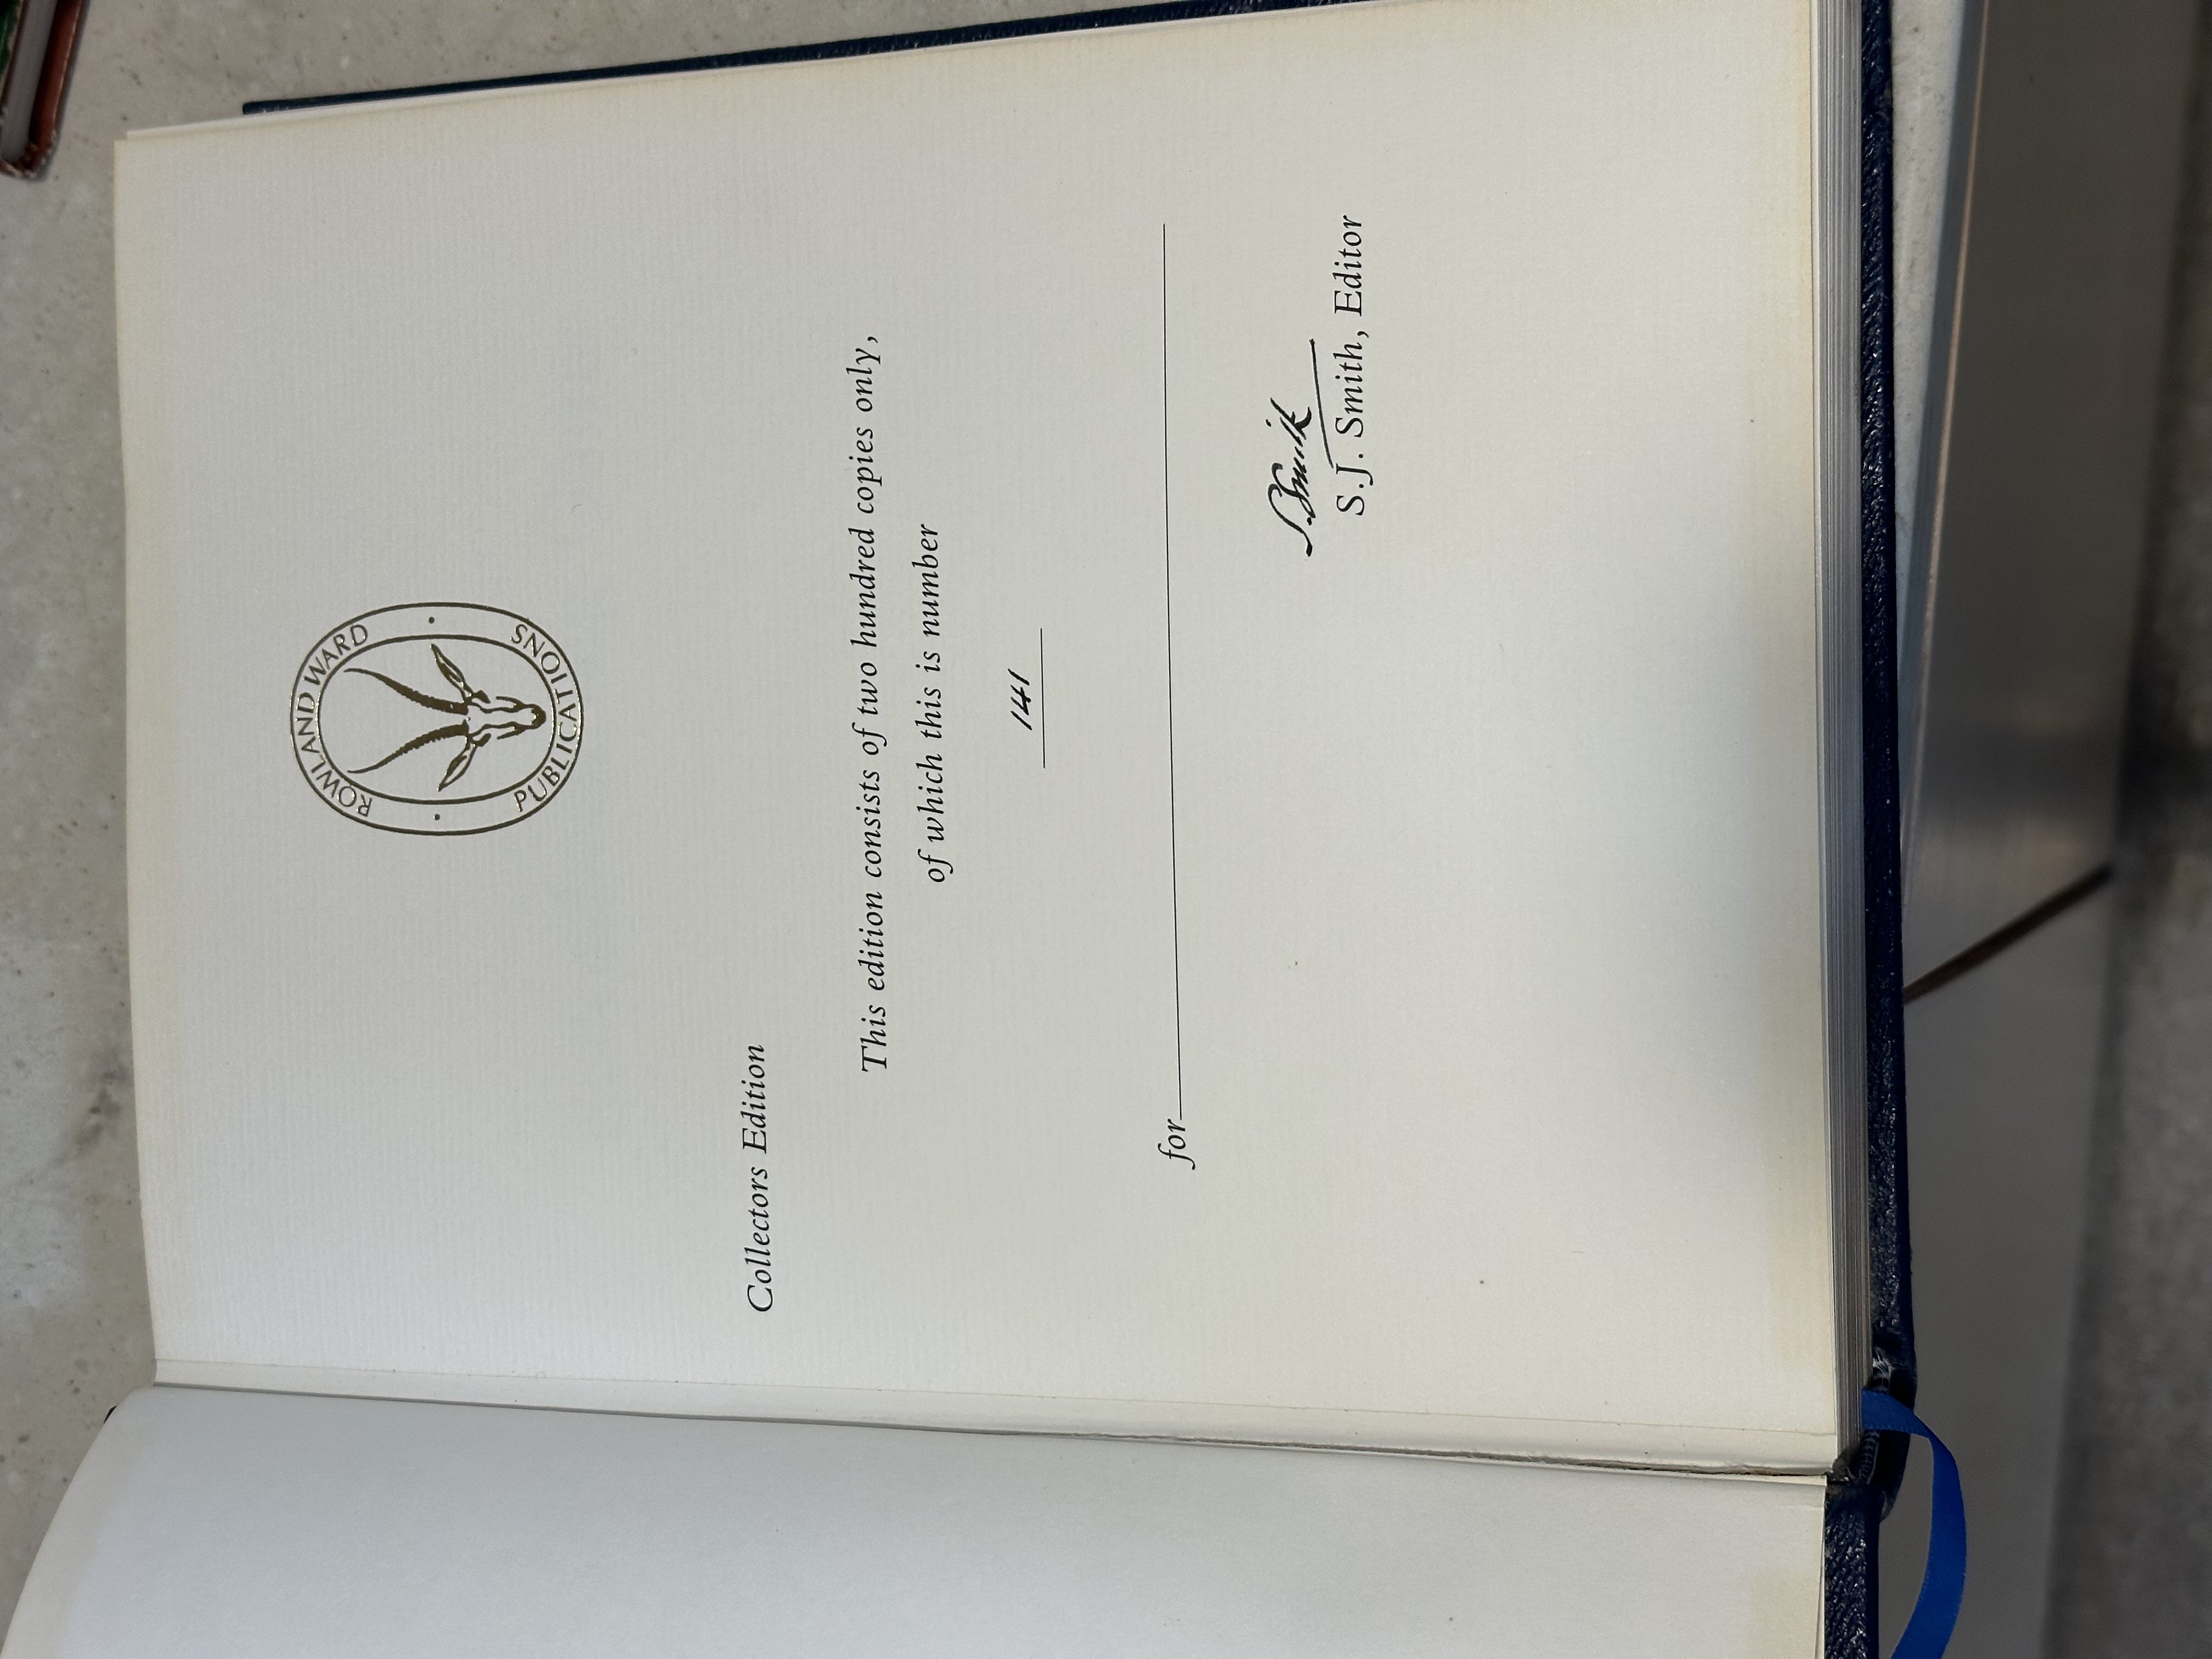 ROWLAND WARD
PUBLICATIONS
Collectors Edition
This edition consists of two hundred copies only,
of which this is number
141
for
S. Smith
S.J. Smith, Editor